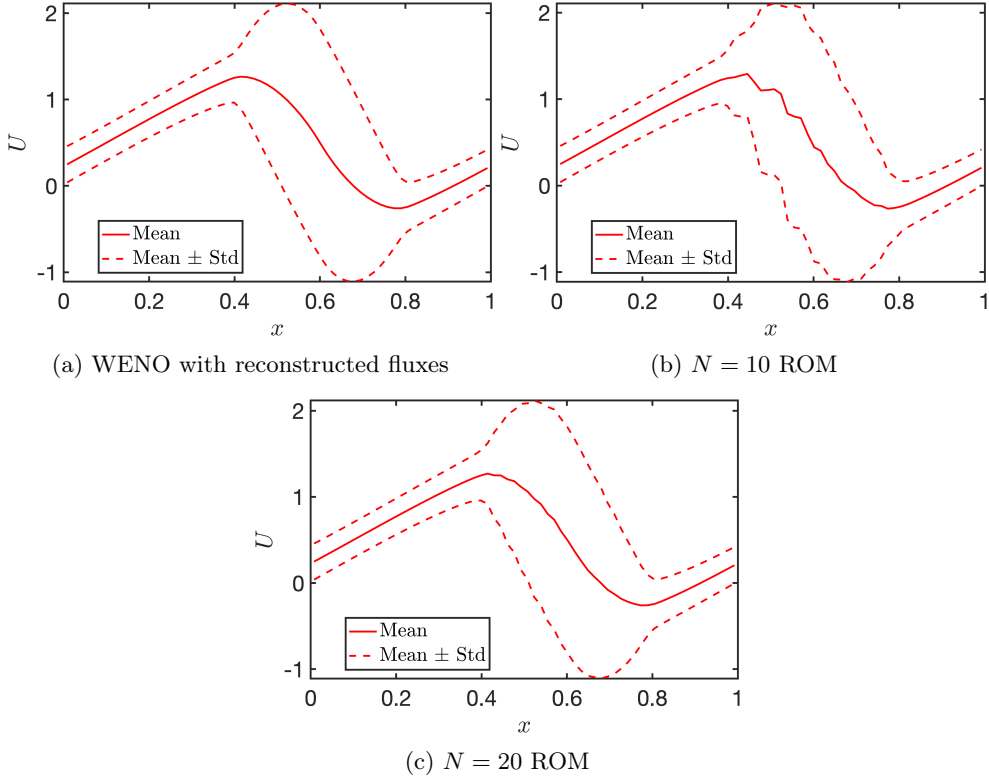 2
1
0
-1
U
Mean
Mean ± Std
0 0.2 0.4 0.6 0.8 1
x
(a) WENO with reconstructed fluxes
2
1
0
-1
U
Mean
Mean ± Std
0 0.2 0.4 0.6 0.8 1
x
(b) N = 10 ROM
2
1
0
-1
U
Mean
Mean ± Std
0 0.2 0.4 0.6 0.8 1
x
(c) N = 20 ROM